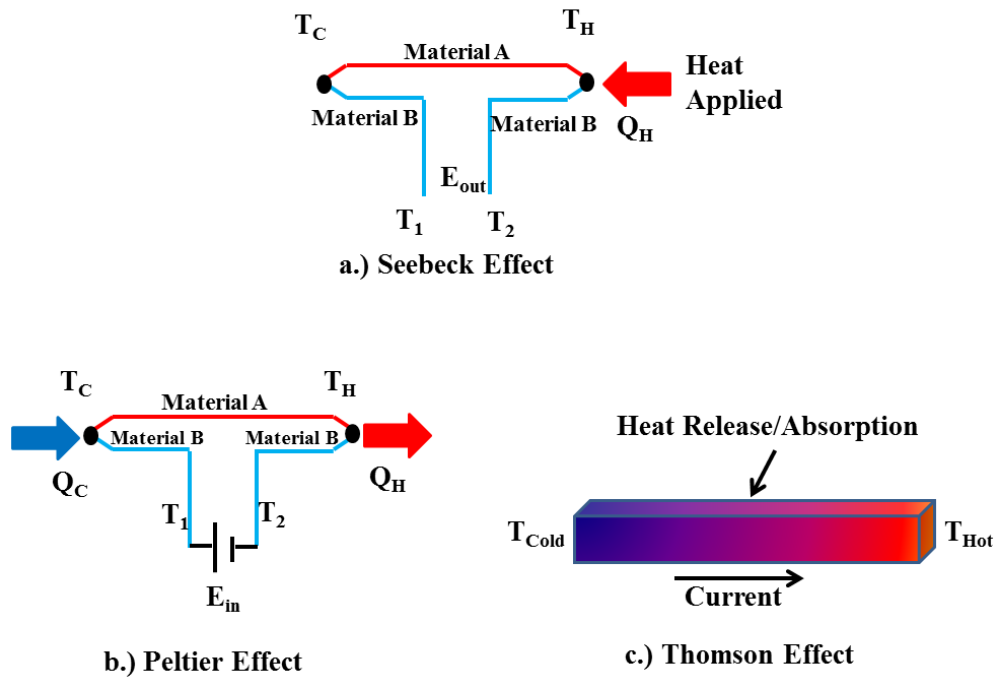 T_C
T_H
Material A
Heat
Applied
Material B
Material B
Q_H
E_out
T_1
T_2
a.) Seebeck Effect
T_C
T_H
Material A
Material B
Material B
Q_C
Q_H
T_1
T_2
E_in
b.) Peltier Effect
Heat Release/Absorption
T_Cold
T_Hot
Current
c.) Thomson Effect